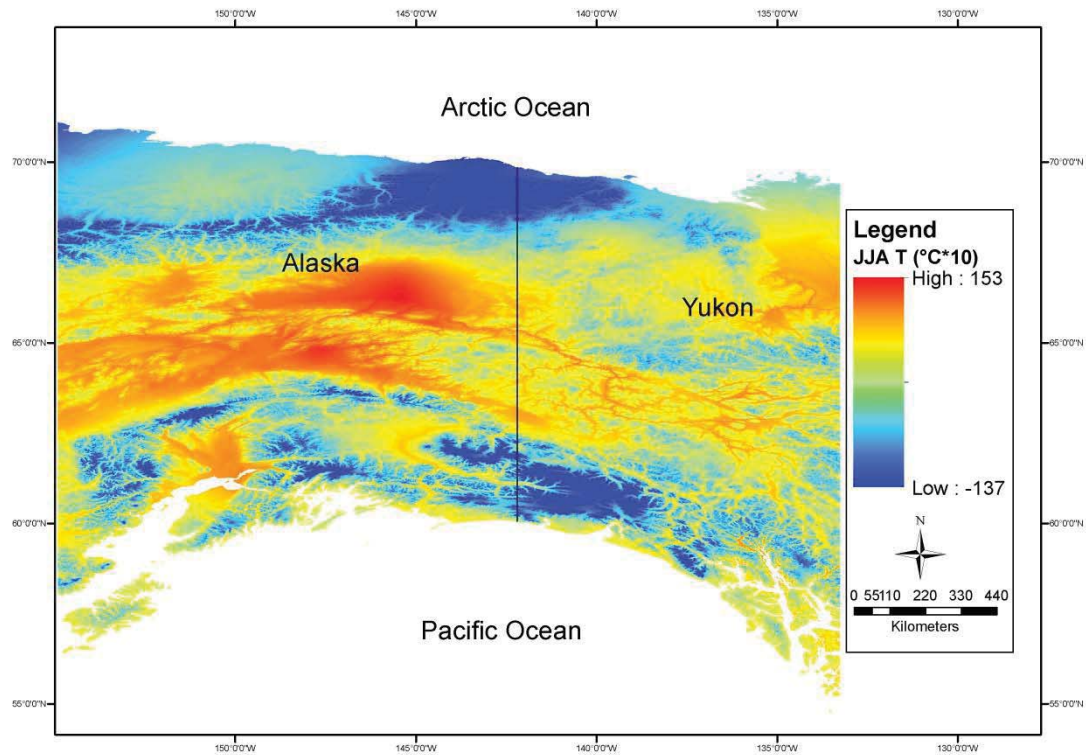 150°0'0"W 145°0'0"W 140°0'0"W 135°0'0"W 130°0'0"W
Arctic Ocean
70°0'0"N 70°0'0"N
Legend
JJA T (°C*10)
High : 153
Alaska
Yukon
65°0'0"N 65°0'0"N
Low : -137
60°0'0"N 60°0'0"N
N
0 55110 220 330 440
Kilometers
Pacific Ocean
55°0'0"N 55°0'0"N
150°0'0"W 145°0'0"W 140°0'0"W 135°0'0"W 130°0'0"W